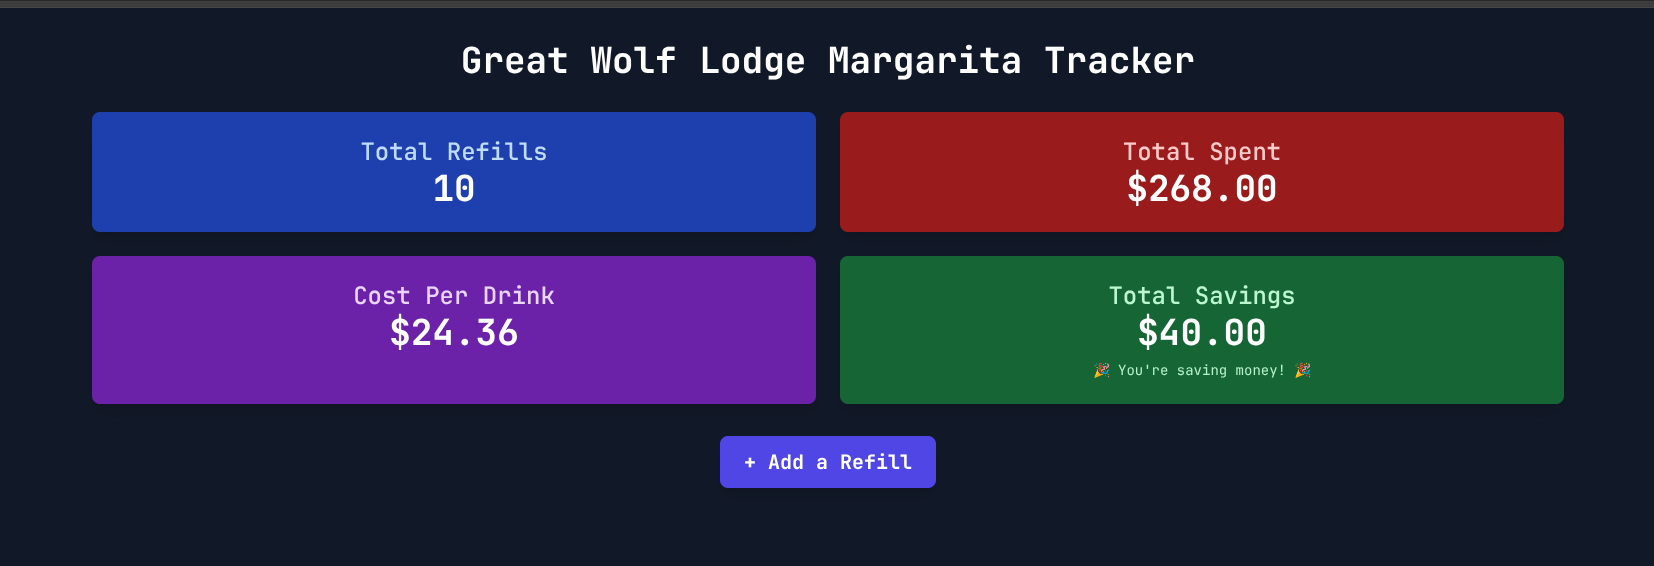 Great Wolf Lodge Margarita Tracker
Total Refills
10
Total Spent
$268.00
Cost Per Drink
$24.36
Total Savings
$40.00
🎉 You're saving money! 🎉
+ Add a Refill